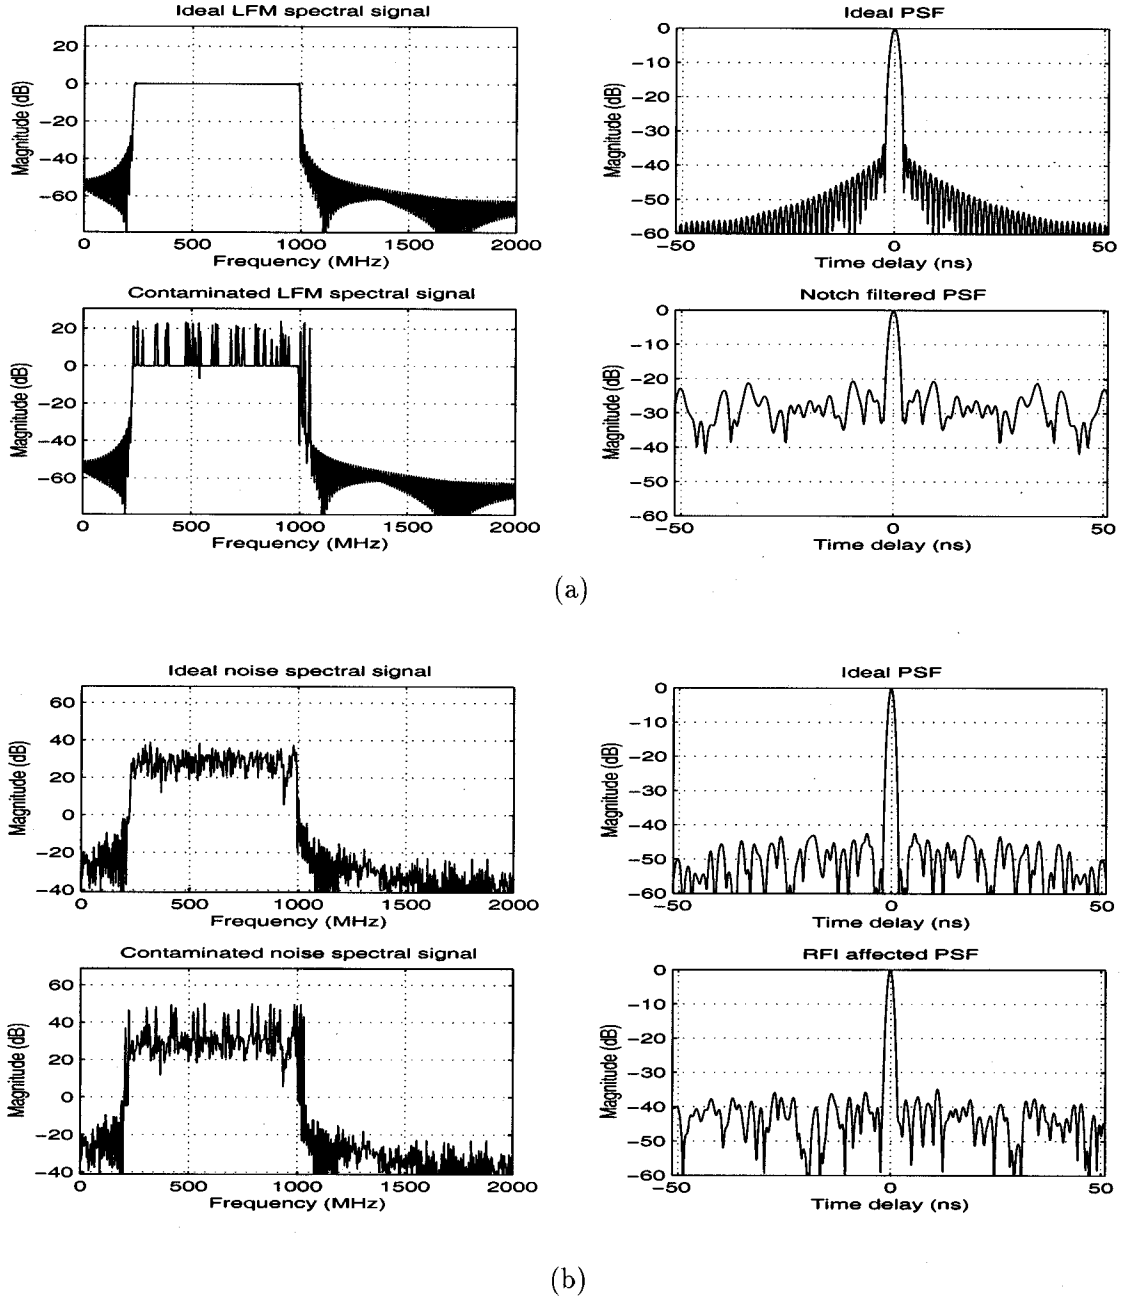 Ideal LFM spectral signal
Magnitude (dB)
20
0
−20
−40
−60
0 500 1000 1500 2000
Frequency (MHz)
Ideal PSF
Magnitude (dB)
0
−10
−20
−30
−40
−50
−60
−50 0 50
Time delay (ns)
Contaminated LFM spectral signal
Magnitude (dB)
20
0
−20
−40
−60
0 500 1000 1500 2000
Frequency (MHz)
Notch filtered PSF
Magnitude (dB)
0
−10
−20
−30
−40
−50
−60
−50 0 50
Time delay (ns)
(a)
Ideal noise spectral signal
Magnitude (dB)
60
40
20
0
−20
−40
0 500 1000 1500 2000
Frequency (MHz)
Ideal PSF
Magnitude (dB)
0
−10
−20
−30
−40
−50
−60
−50 0 50
Time delay (ns)
Contaminated noise spectral signal
Magnitude (dB)
60
40
20
0
−20
−40
0 500 1000 1500 2000
Frequency (MHz)
RFI affected PSF
Magnitude (dB)
0
−10
−20
−30
−40
−50
−60
−50 0 50
Time delay (ns)
(b)